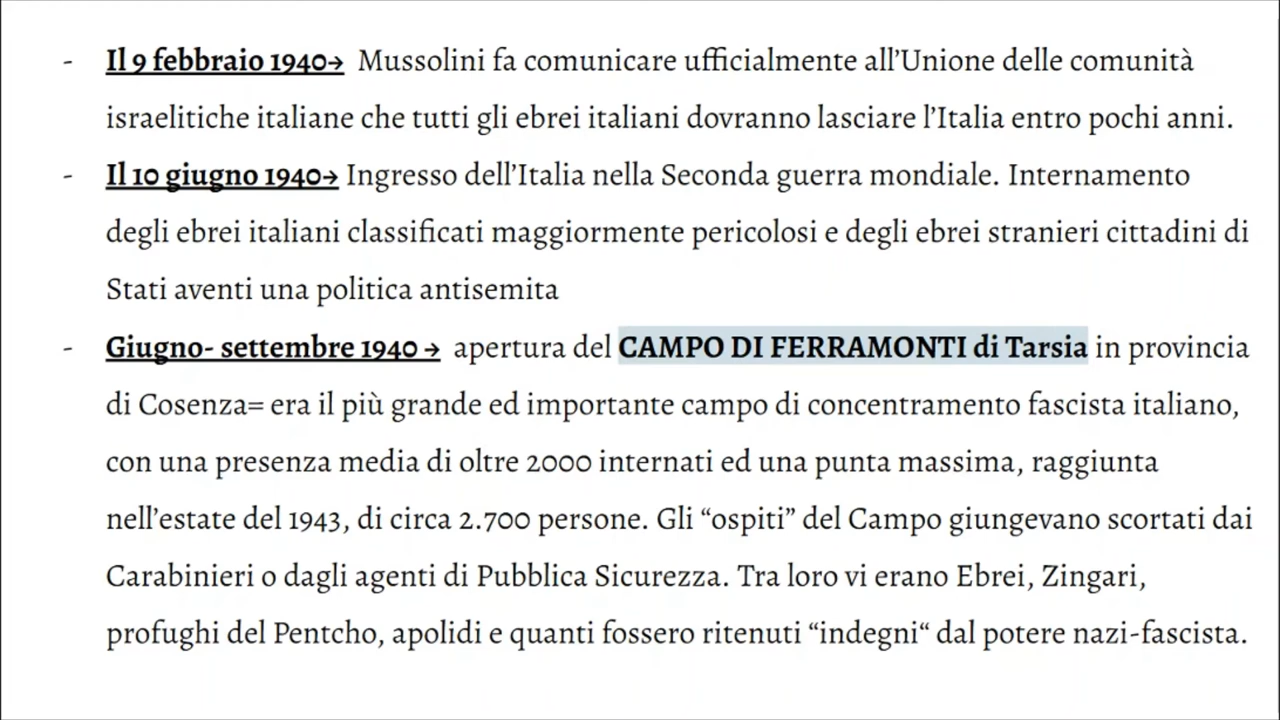 - Il 9 febbraio 1940→ Mussolini fa comunicare ufficialmente all’Unione delle comunità
israelitiche italiane che tutti gli ebrei italiani dovranno lasciare l’Italia entro pochi anni.
- Il 10 giugno 1940→ Ingresso dell’Italia nella Seconda guerra mondiale. Internamento
degli ebrei italiani classificati maggiormente pericolosi e degli ebrei stranieri cittadini di
Stati aventi una politica antisemita
- Giugno- settembre 1940 → apertura del CAMPO DI FERRAMONTI di Tarsia in provincia
di Cosenza= era il più grande ed importante campo di concentramento fascista italiano,
con una presenza media di oltre 2000 internati ed una punta massima, raggiunta
nell’estate del 1943, di circa 2.700 persone. Gli “ospiti” del Campo giungevano scortati dai
Carabinieri o dagli agenti di Pubblica Sicurezza. Tra loro vi erano Ebrei, Zingari,
profughi del Pentcho, apolidi e quanti fossero ritenuti “indegni“ dal potere nazi-fascista.